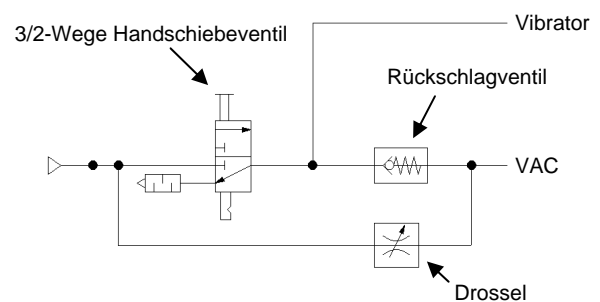 Vibrator
3/2-Wege Handschiebeventil
Rückschlagventil
VAC
Drossel